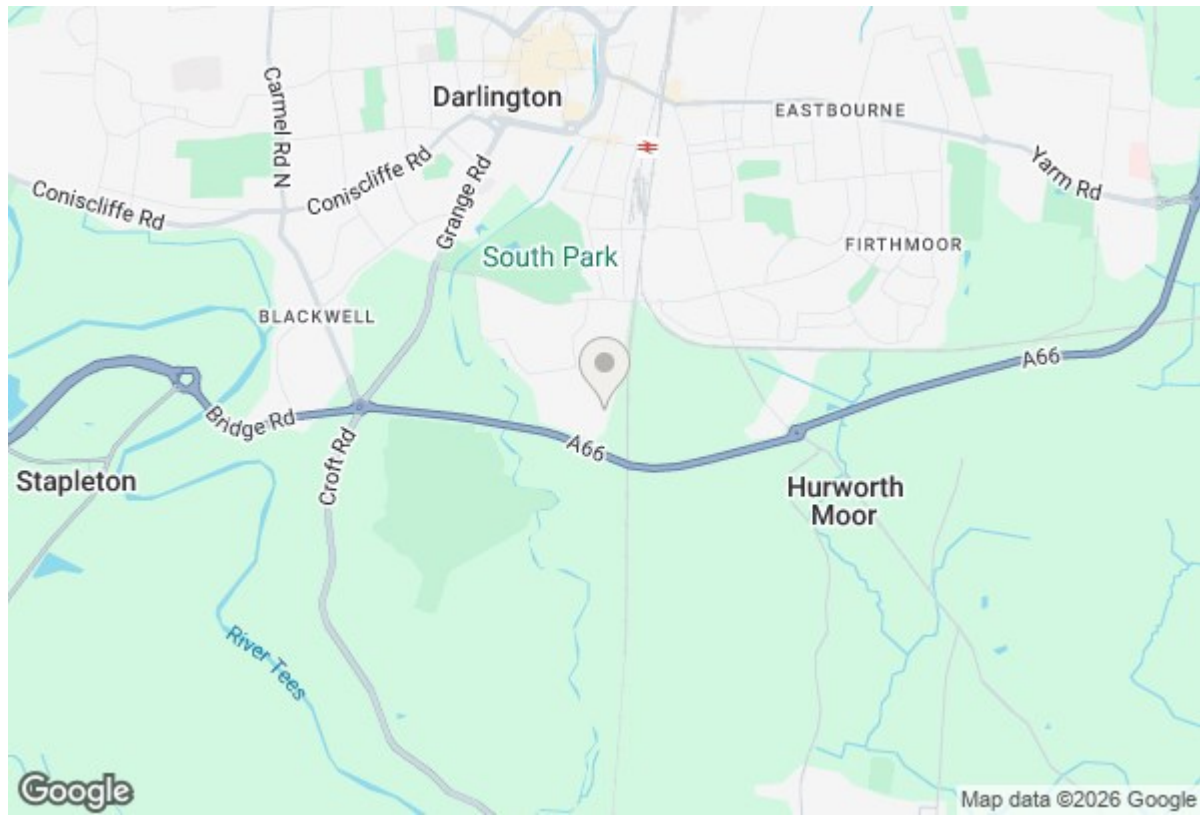 Darlington
EASTBOURNE
Carmel Rd N
Coniscliffe Rd
Yarm Rd
Coniscliffe Rd
Grange Rd
FIRTHMOOR
South Park
BLACKWELL
A66
Bridge Rd
A66
Croft Rd
Stapleton
Hurworth
Moor
River Tees
Google
Map data ©2026 Google